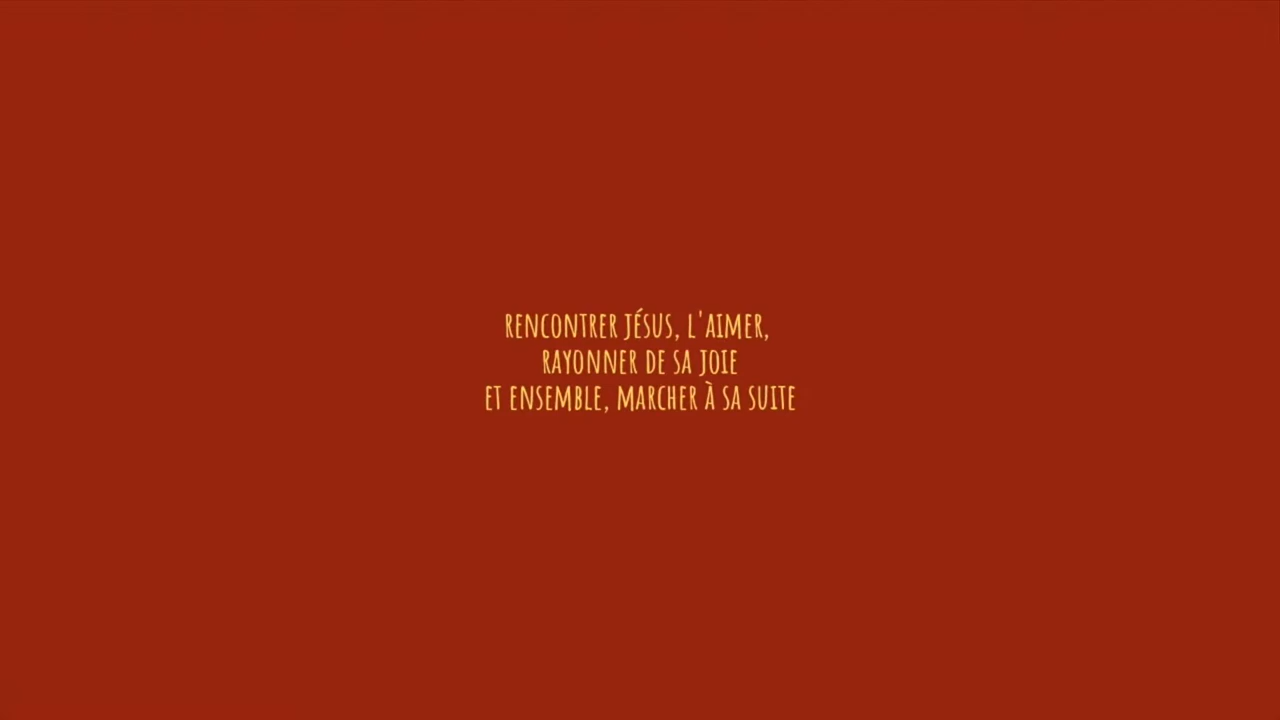 RENCONTRER JÉSUS, L'AIMER,
RAYONNER DE SA JOIE
ET ENSEMBLE, MARCHER À SA SUITE